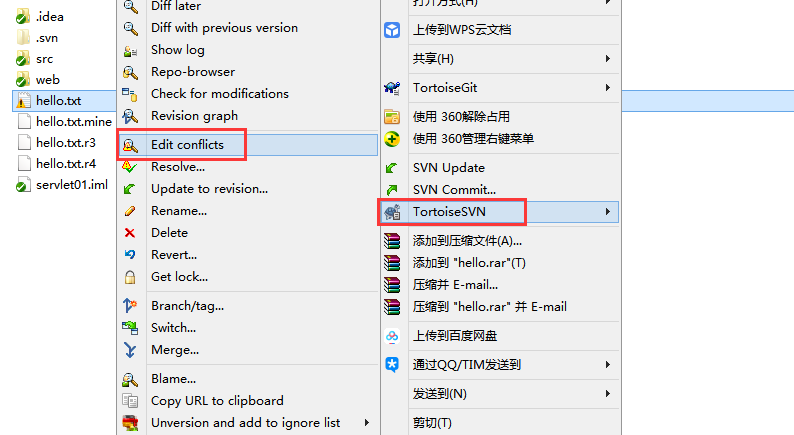 .idea
.svn
src
web
hello.txt
hello.txt.mine
hello.txt.r3
hello.txt.r4
servlet01.iml
Diff later
Diff with previous version
Show log
Repo-browser
Check for modifications
Revision graph
Edit conflicts
Resolve...
Update to revision...
Rename...
Delete
Revert...
Get lock...
Branch/tag...
Switch...
Merge...
Blame...
Copy URL to clipboard
Unversion and add to ignore list
打开方式(H)
上传到WPS云文档
共享(H)
TortoiseGit
使用 360解除占用
使用 360管理右键菜单
SVN Update
SVN Commit...
TortoiseSVN
添加到压缩文件(A)...
添加到 "hello.rar"(T)
压缩并 E-mail...
压缩到 "hello.rar" 并 E-mail
上传到百度网盘
通过QQ/TIM发送到
发送到(N)
剪切(T)